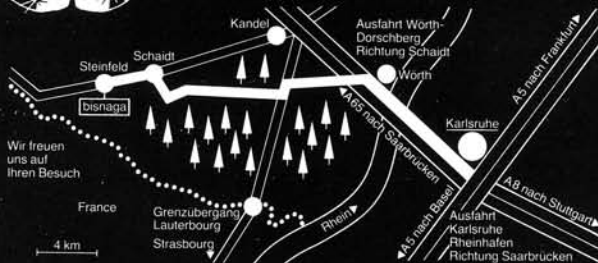 Kandel
Ausfahrt Wörth-
Dorschberg
Richtung Schaidt
A5 nach Frankfurt
Schaidt
Steinfeld
Wörth
bisnaga
A65 nach Saarbrücken
Karlsruhe
Wir freuen
uns auf
Ihren Besuch
A8 nach Stuttgart
France
Grenzübergang
Lauterbourg
Strasbourg
Rhein
A5 nach Basel
Ausfahrt
Karlsruhe
Rheinhafen
Richtung Saarbrücken
4 km